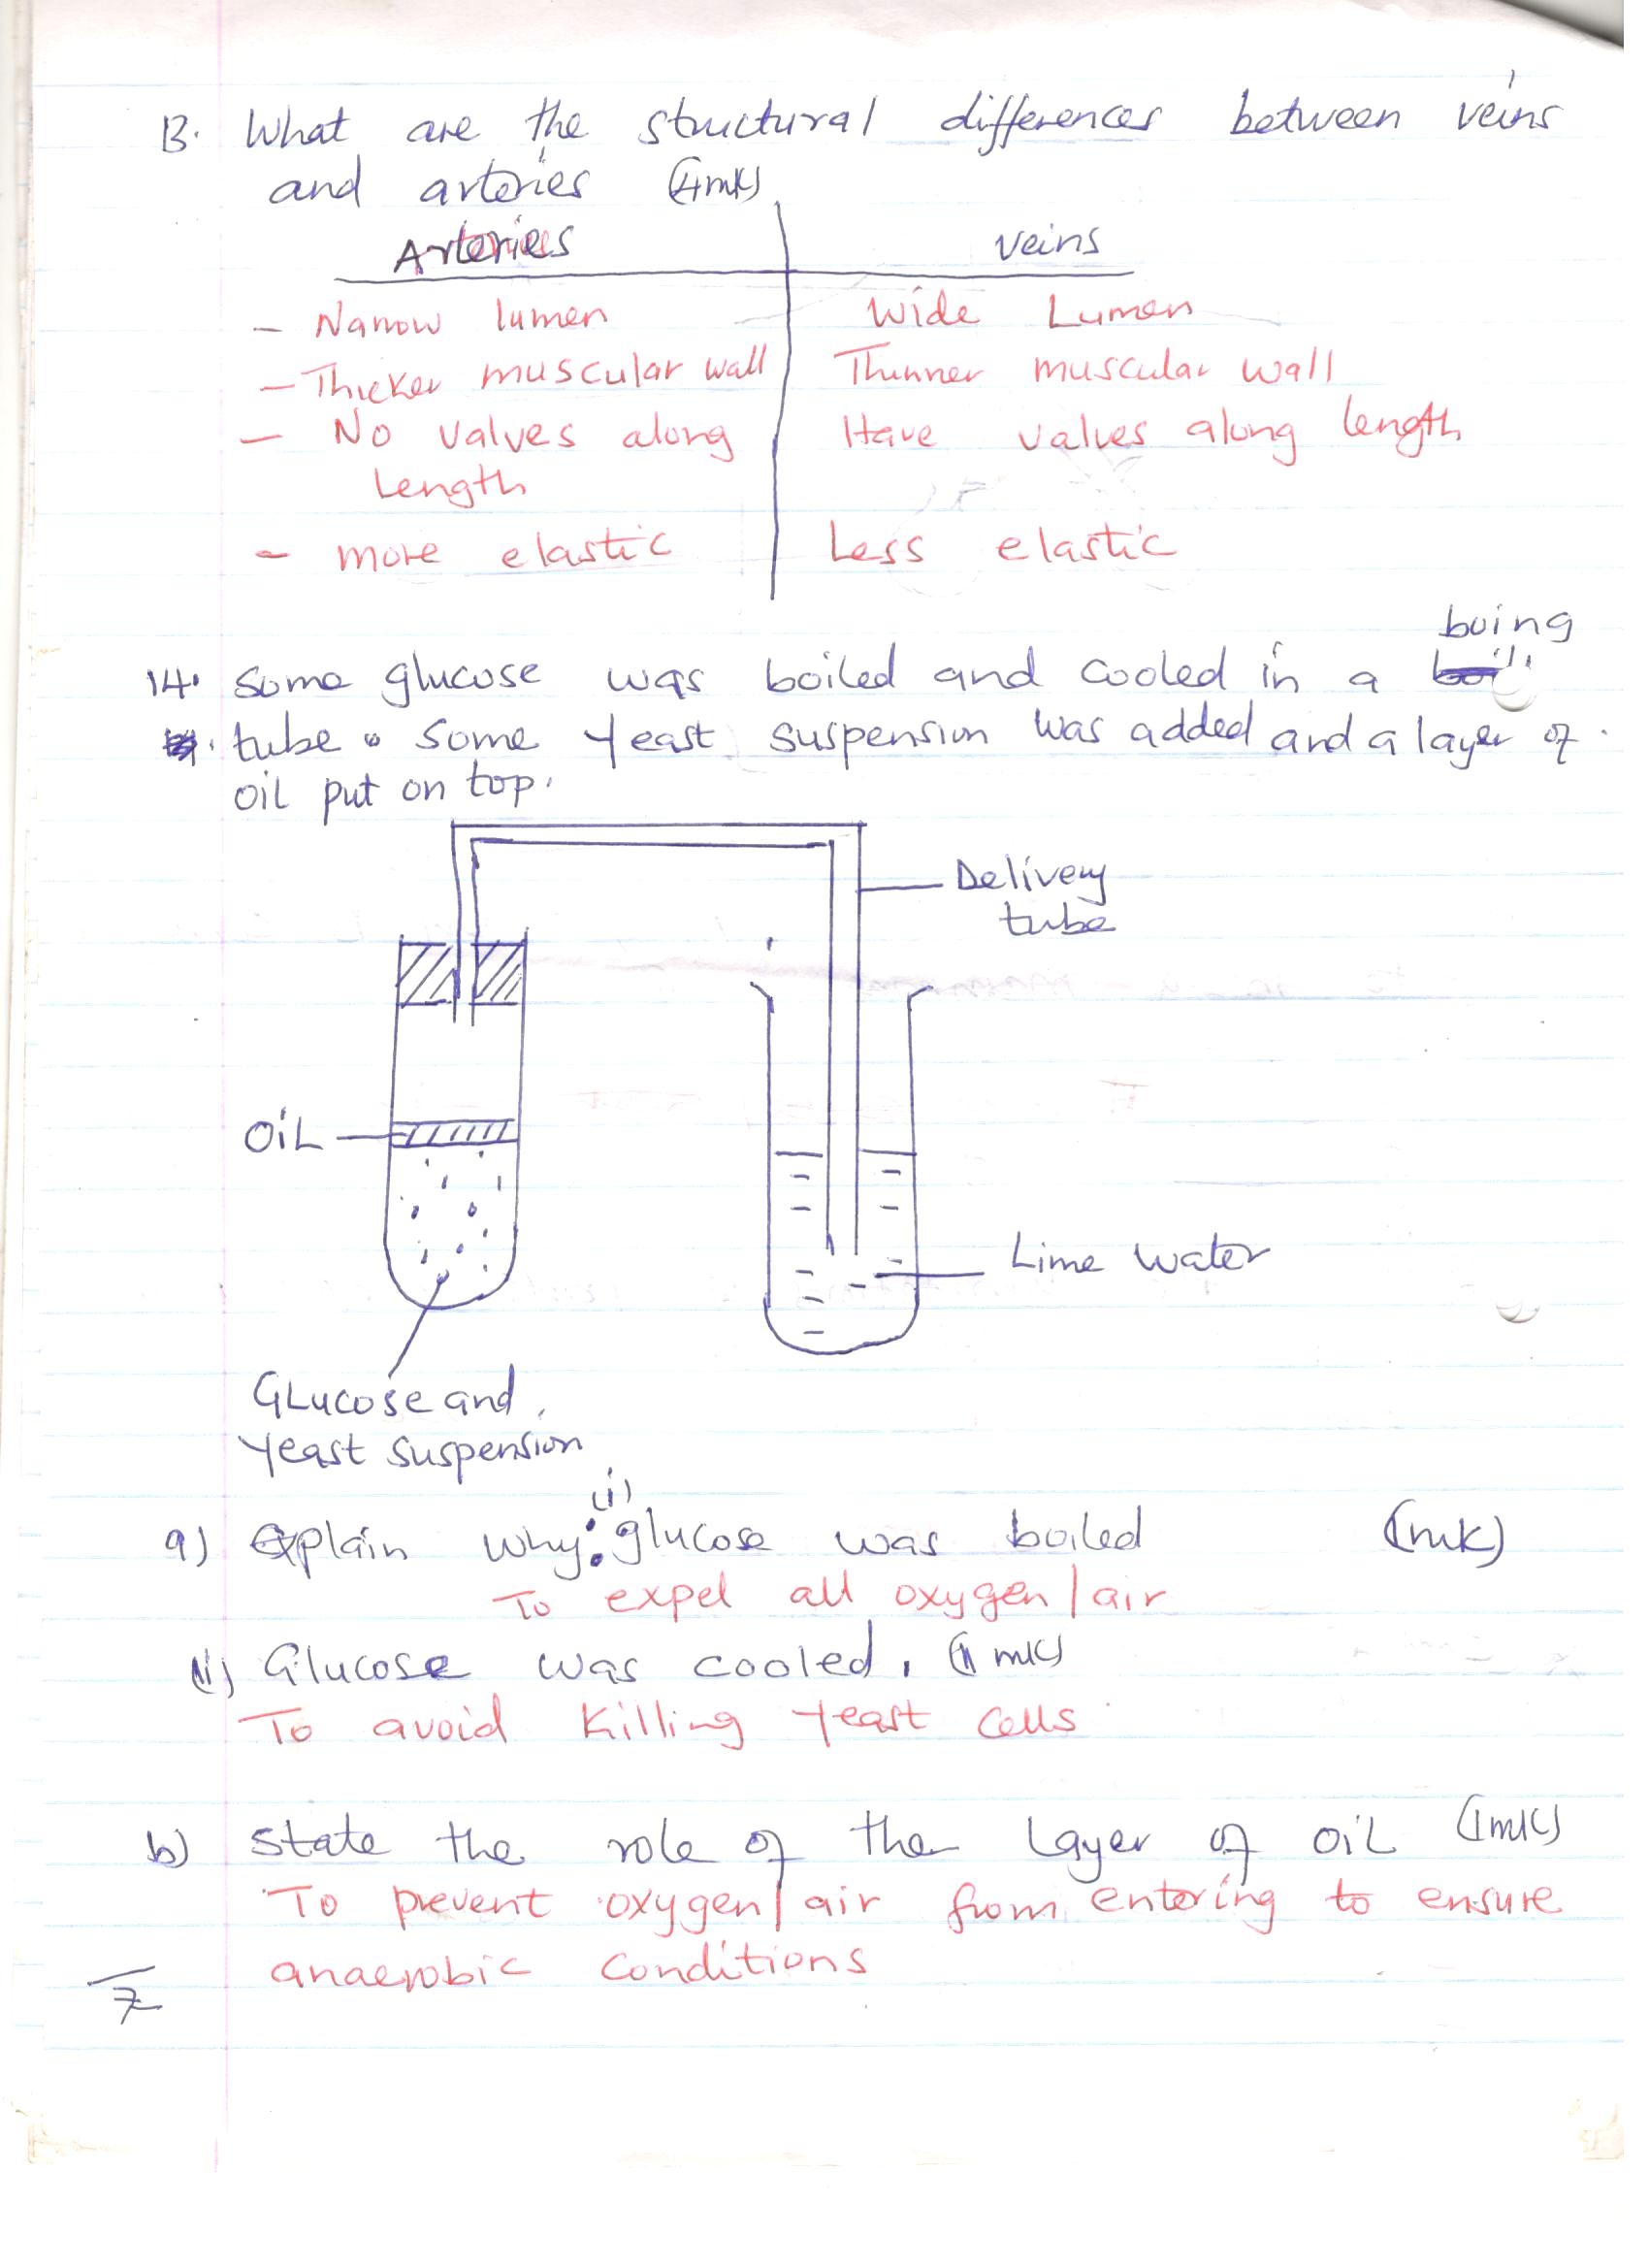 13. What are the structural differences between veins
and arteries (4mk)
Arteries | veins
- Narrow lumen | Wide Lumen
- Thicker muscular wall | Thinner muscular wall
- No valves along | Have valves along length
Length
- more elastic | Less elastic
boing
14. Some glucose was boiled and cooled in a
tube. Some yeast suspension was added and a layer of
oil put on top.
Delivery
tube
OiL
Lime water
GLucose and
yeast suspension
a) Explain why: (i) glucose was boiled (1mk)
To expel all oxygen/air
(ii) Glucose was cooled. (1mk)
To avoid killing yeast cells
b) State the role of the layer of oiL (1mk)
To prevent oxygen/air from entering to ensure
anaerobic conditions
7